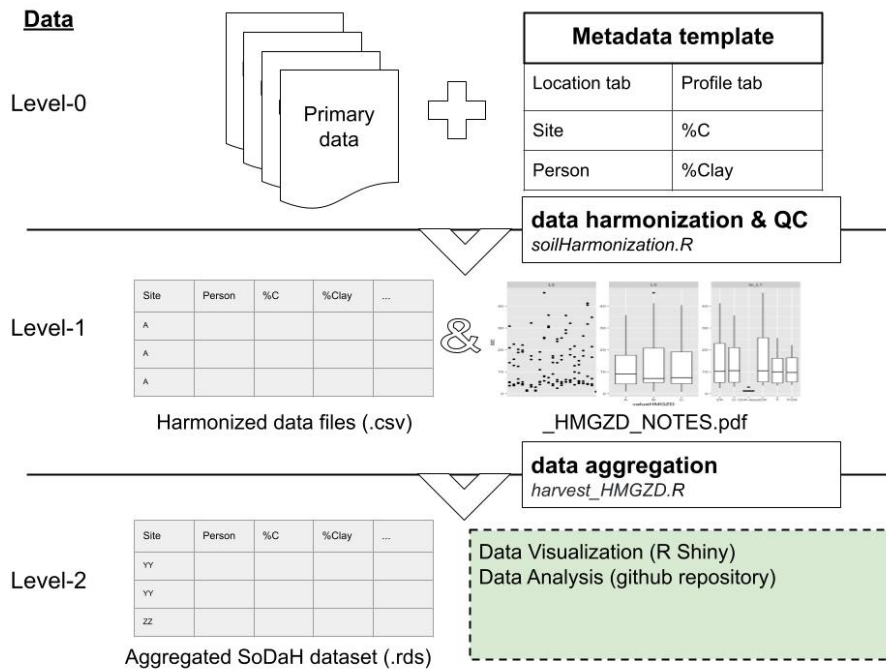 Data
Level-0
Primary
data
Metadata template
Location tab Profile tab
Site %C
Person %Clay
data harmonization & QC
soilHarmonization.R
Level-1
Site Person %C %Clay ...
A
A
A
&
Harmonized data files (.csv)
_HMGZD_NOTES.pdf
data aggregation
harvest_HMGZD.R
Level-2
Site Person %C %Clay ...
YY
YY
ZZ
Aggregated SoDaH dataset (.rds)
Data Visualization (R Shiny)
Data Analysis (github repository)